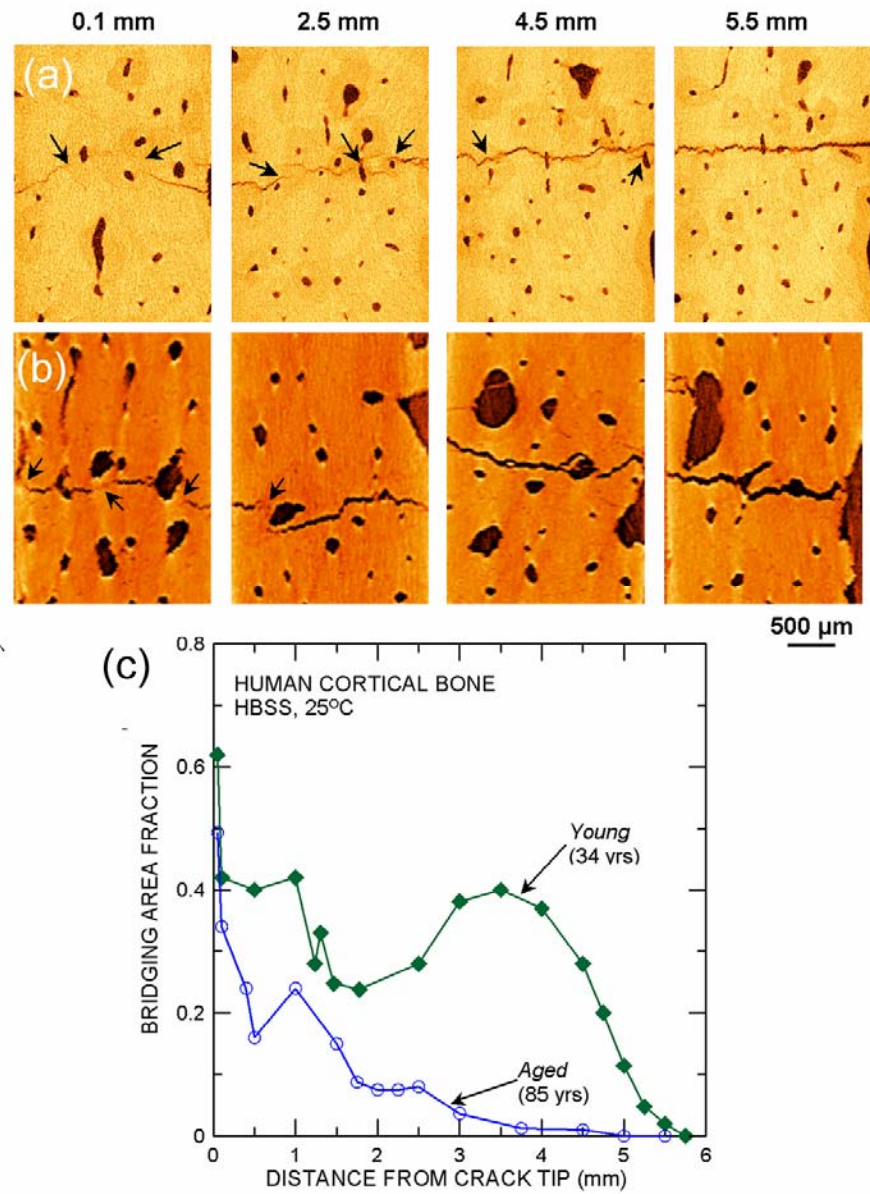 0.1 mm 2.5 mm 4.5 mm 5.5 mm
(a)
(b)
500 µm
(c)
HUMAN CORTICAL BONE
HBSS, 25°C
Young
(34 yrs)
Aged
(85 yrs)
BRIDGING AREA FRACTION
0.8
0.6
0.4
0.2
0
0 1 2 3 4 5 6
DISTANCE FROM CRACK TIP (mm)